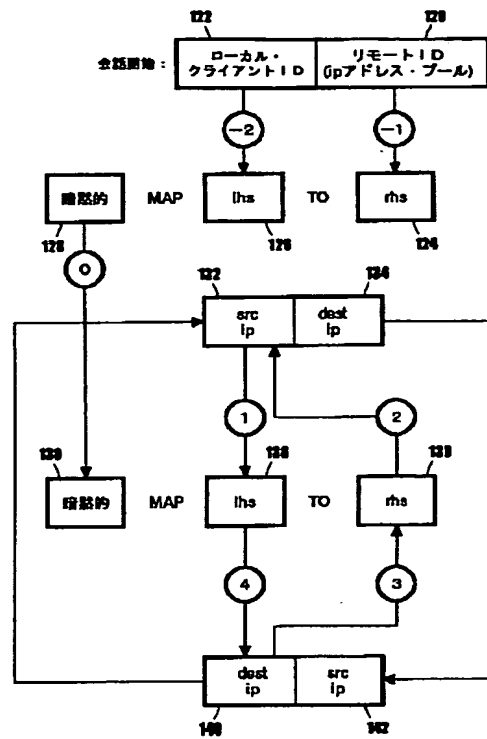 122
120
会話開始：
ローカル・
クライアントID
リモートID
(ipアドレス・プール)
-2
-1
暗黙的
MAP
lhs
TO
rhs
128
126
124
0
132
134
src
ip
dest
ip
1
2
138
暗黙的
MAP
lhs
TO
rhs
4
3
dest
ip
src
ip
140
142